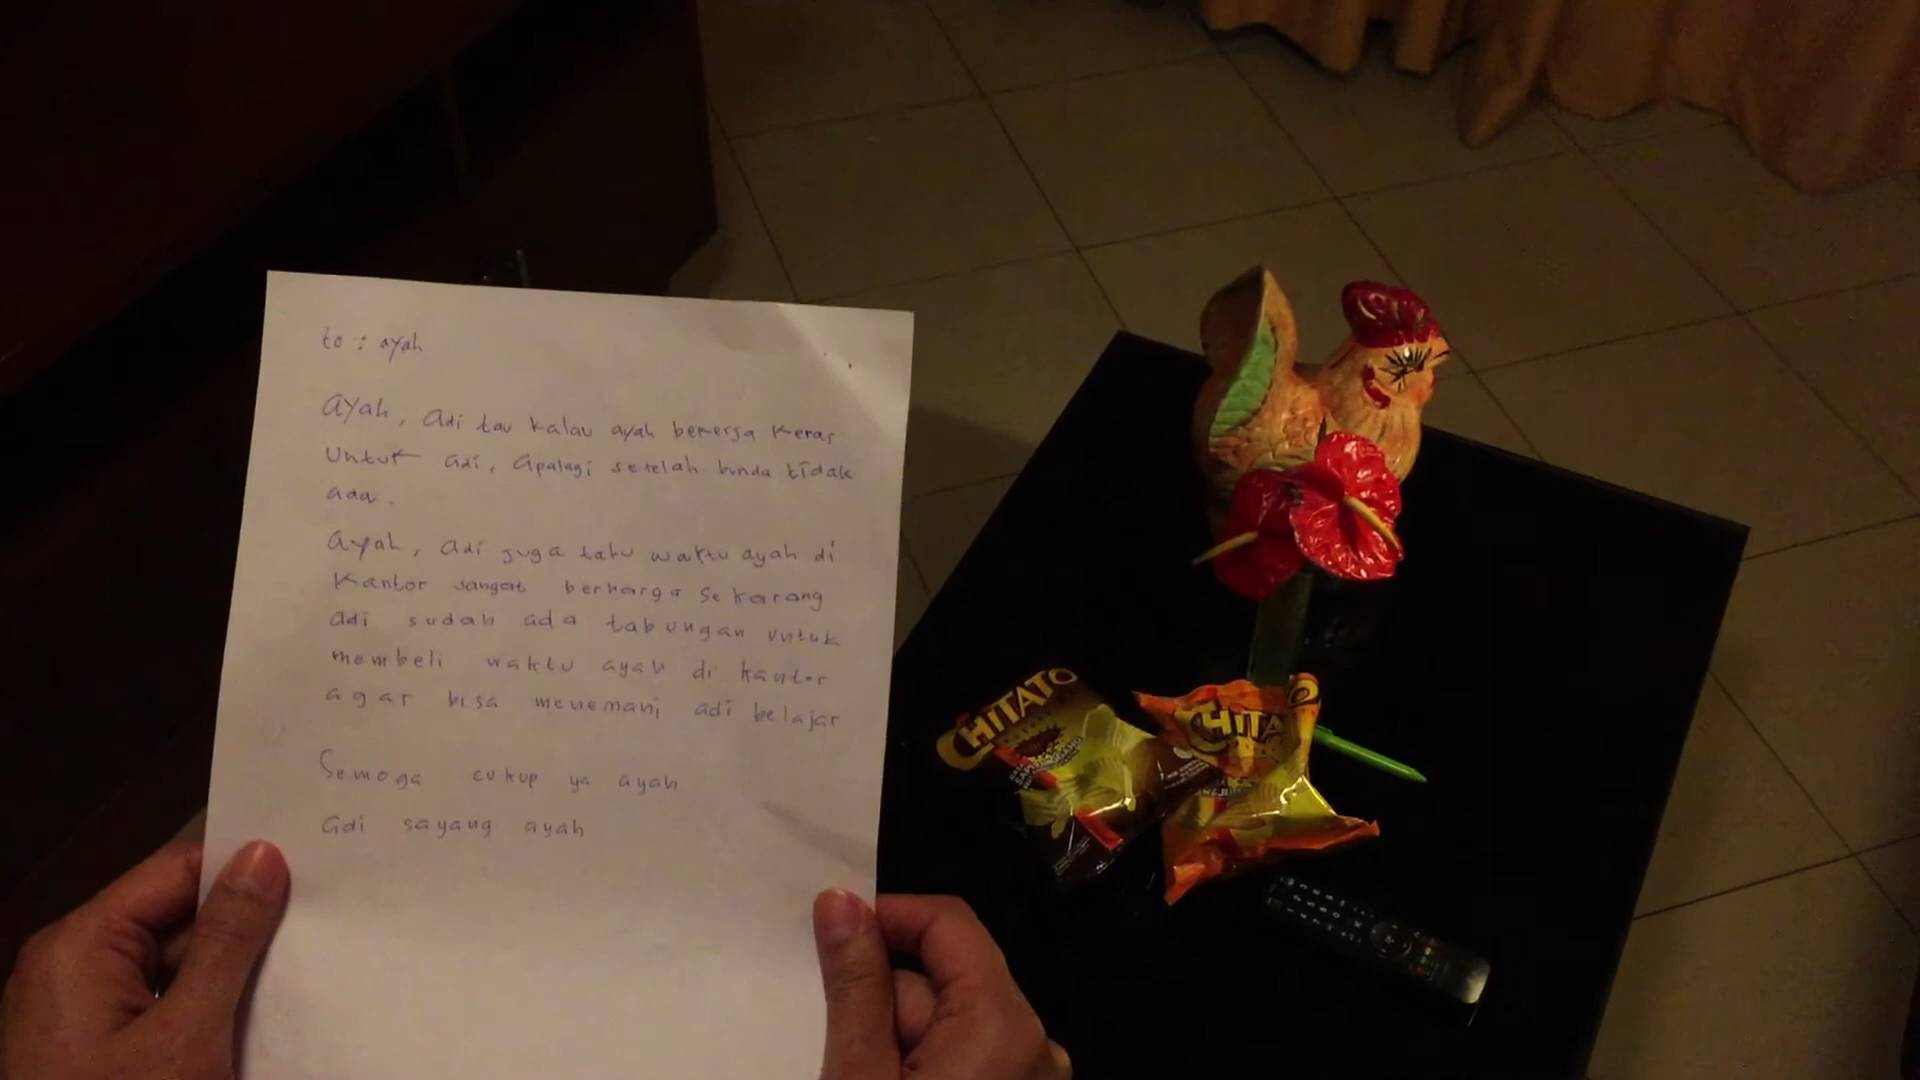 to : ayah
Ayah, Adi tau kalau ayah bekerja keras
Untuk adi, apalagi setelah bunda tidak
ada.
Ayah, adi juga tahu waktu ayah di
Kantor sangat berharga sekarang
adi sudah ada tabungan untuk
membeli waktu ayah di kantor
agar bisa menemani adi belajar
Semoga cukup ya ayah
adi sayang ayah
CHITATO
CHITATO